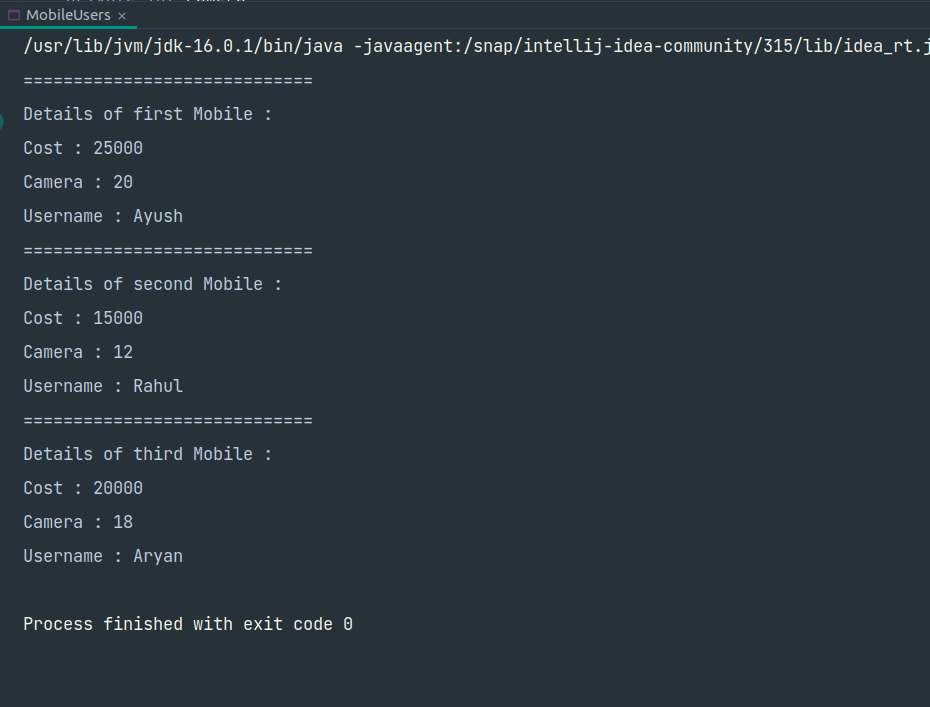 MobileUsers ×
/usr/lib/jvm/jdk-16.0.1/bin/java -javaagent:/snap/intellij-idea-community/315/lib/idea_rt.j
=============================
Details of first Mobile :
Cost : 25000
Camera : 20
Username : Ayush
=============================
Details of second Mobile :
Cost : 15000
Camera : 12
Username : Rahul
=============================
Details of third Mobile :
Cost : 20000
Camera : 18
Username : Aryan
Process finished with exit code 0